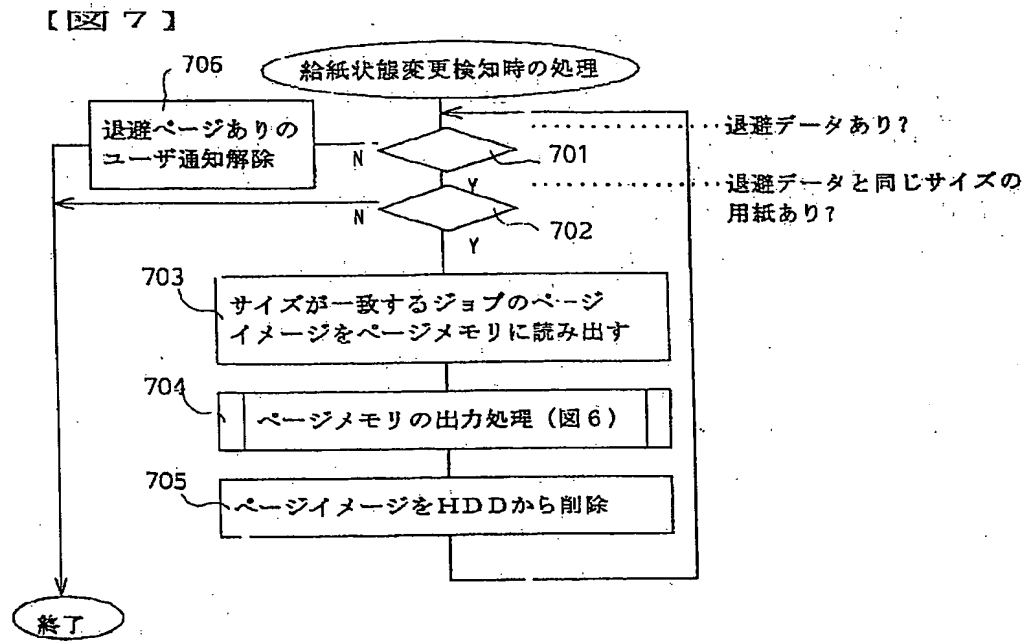 【図７】
給紙状態変更検知時の処理
706
退避ページありの
ユーザ通知解除
N
701
退避データあり?
Y
N
702
退避データと同じサイズの
用紙あり?
Y
703
サイズが一致するジョブのページ
イメージをページメモリに読み出す
704
ページメモリの出力処理（図６）
705
ページイメージをＨＤＤから削除
終了